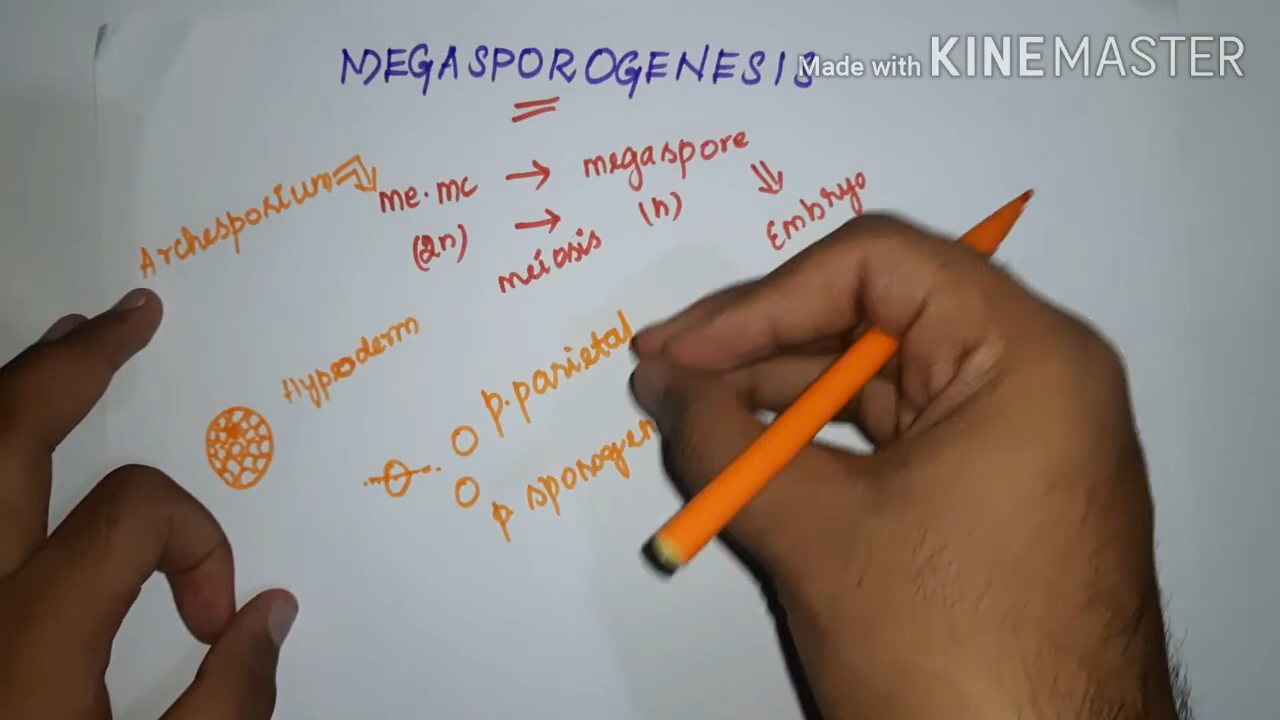 MEGASPOROGENESIS
Made with KINEMASTER
Archesporium
me.mc → megaspore
(2n) → (n)
meiosis
Embryo
Hypoderm
p.parietal
p sporogen